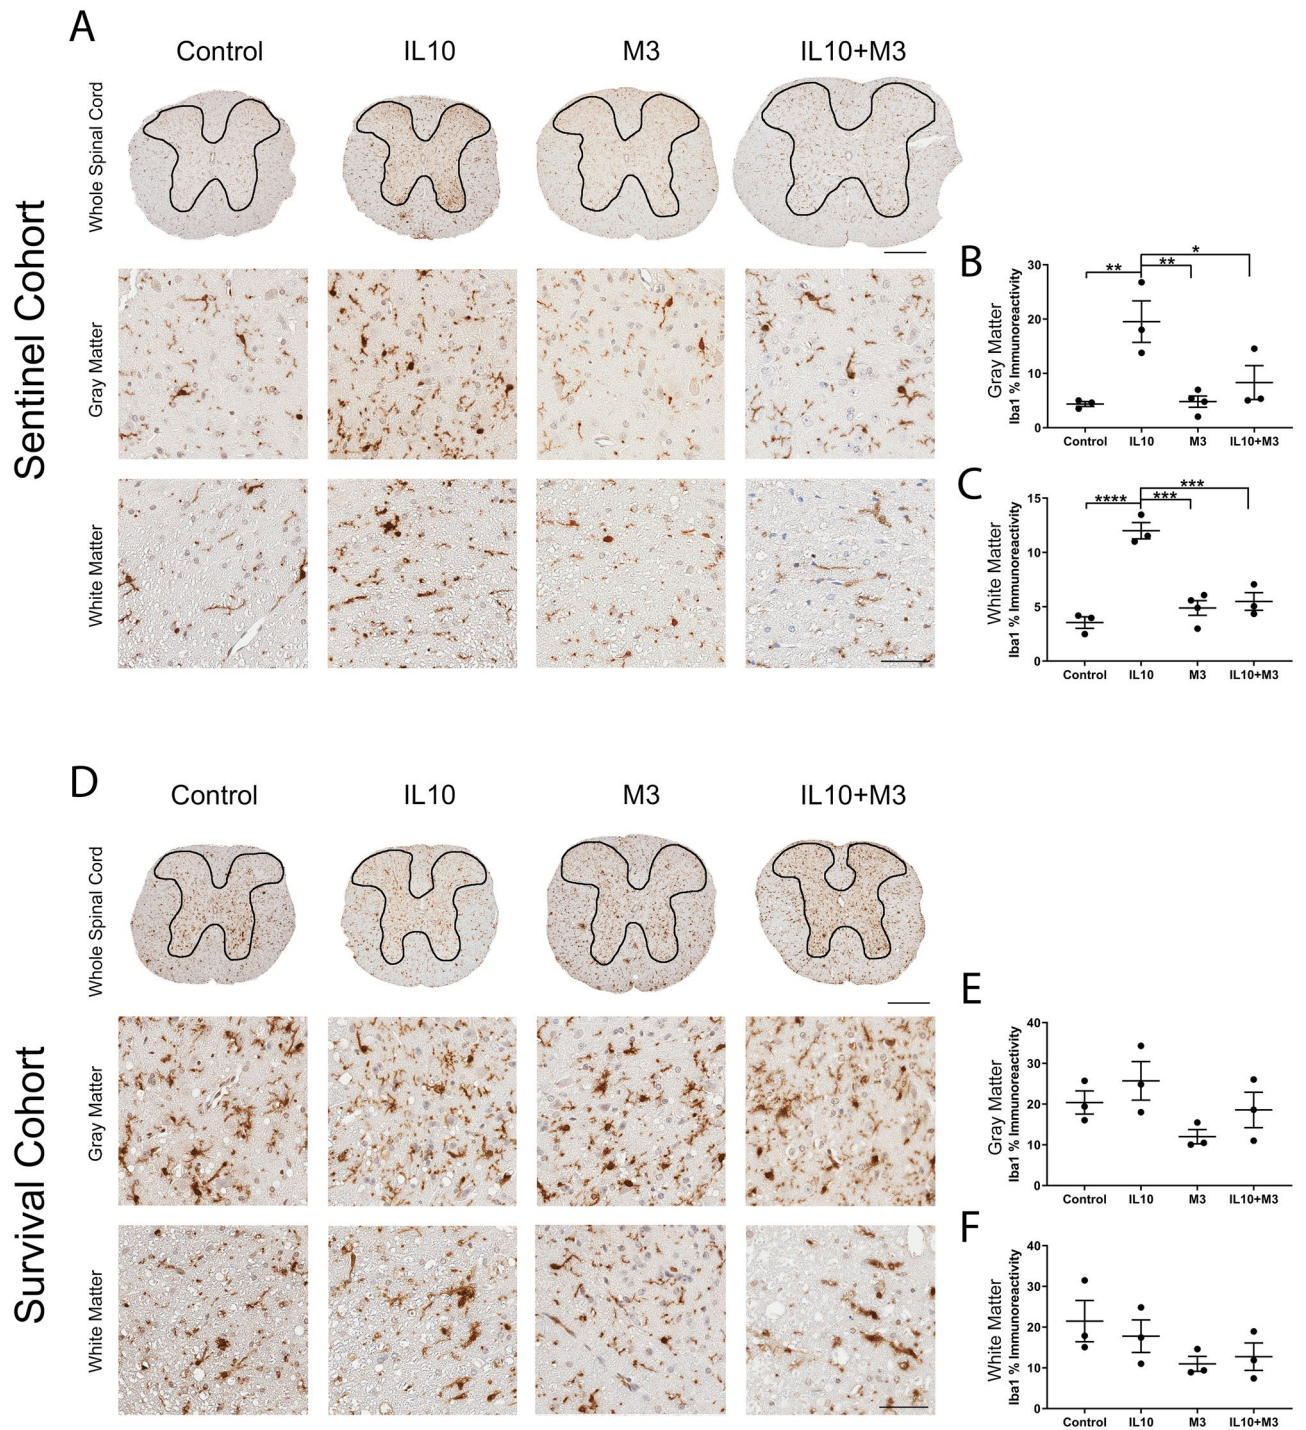 A
Control IL10 M3 IL10+M3
Sentinel Cohort
Whole Spinal Cord
Gray Matter
White Matter
B
Gray Matter
Iba1 % Immunoreactivity
** ** *
30
20
10
0
Control IL10 M3 IL10+M3
C
White Matter
Iba1 % Immunoreactivity
**** *** ***
15
10
5
0
Control IL10 M3 IL10+M3
D
Control IL10 M3 IL10+M3
Survival Cohort
Whole Spinal Cord
Gray Matter
White Matter
E
Gray Matter
Iba1 % Immunoreactivity
40
30
20
10
0
Control IL10 M3 IL10+M3
F
White Matter
Iba1 % Immunoreactivity
40
30
20
10
0
Control IL10 M3 IL10+M3